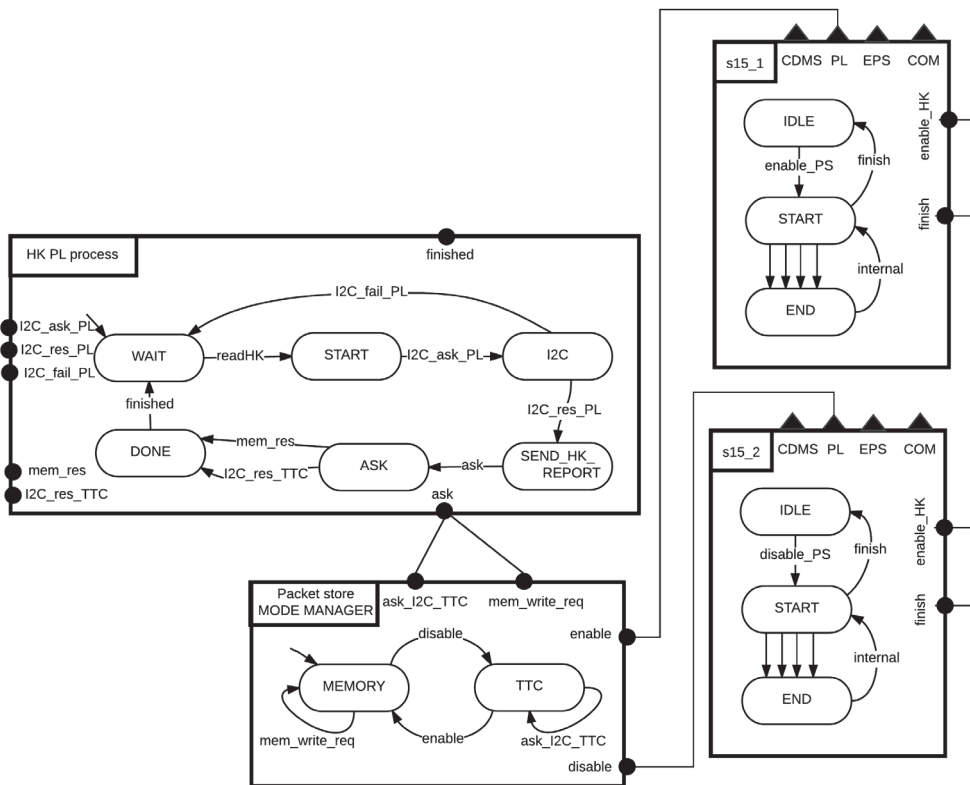 s15_1
CDMS PL EPS COM
IDLE
enable_PS
finish
START
internal
END
enable_HK
finish
HK PL process
finished
I2C_fail_PL
I2C_ask_PL
I2C_res_PL
I2C_fail_PL
WAIT
readHK
START
I2C_ask_PL
I2C
finished
I2C_res_PL
DONE
mem_res
I2C_res_TTC
ASK
ask
SEND_HK_
REPORT
mem_res
I2C_res_TTC
ask
s15_2
CDMS PL EPS COM
IDLE
disable_PS
finish
START
internal
END
enable_HK
finish
Packet store
MODE MANAGER
ask_I2C_TTC
mem_write_req
enable
disable
MEMORY
TTC
mem_write_req
enable
ask_I2C_TTC
disable